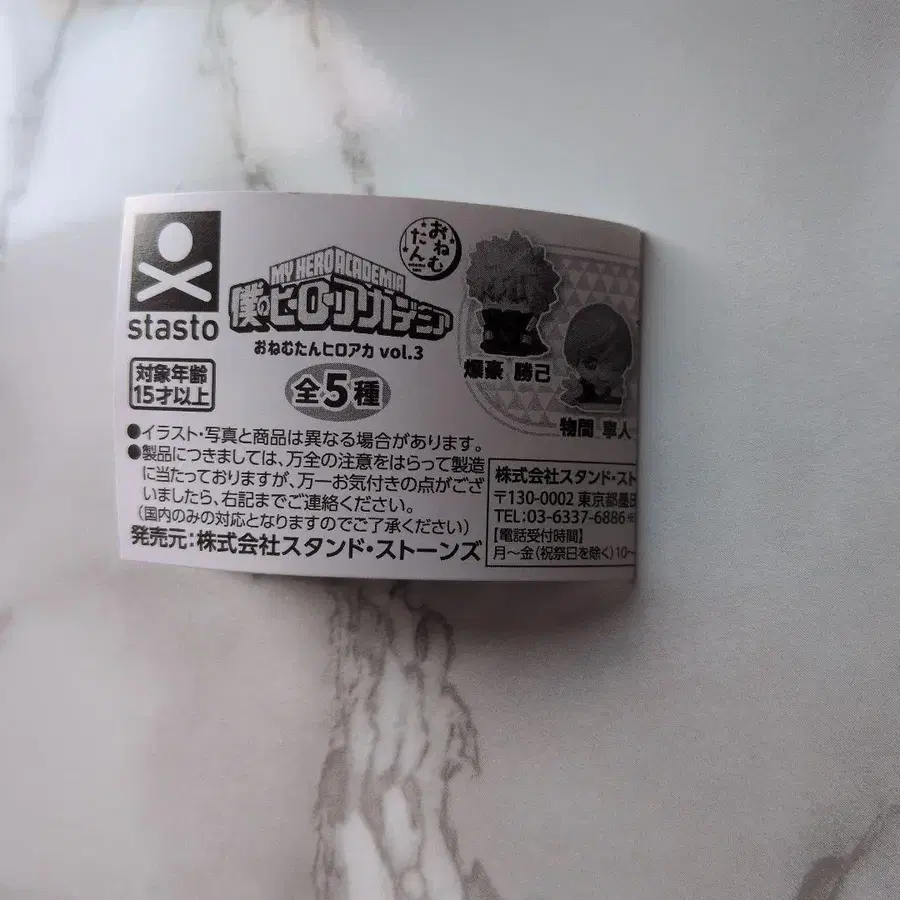 stasto
MY HERO ACADEMIA
僕のヒーローアカデミア
おねむたん
おねむたんヒロアカ vol.3
全5種
対象年齢
15才以上
爆豪 勝己
物間 寧人
●イラスト・写真と商品は異なる場合があります。
●製品につきましては、万全の注意をはらって製造
に当たっておりますが、万一お気付きの点がござ
いましたら、右記までご連絡ください。
(国内のみの対応となりますのでご了承ください)
発売元:株式会社スタンド・ストーンズ
株式会社スタンド・スト
〒130-0002 東京都墨田
TEL:03-6337-6886
【電話受付時間】
月〜金(祝祭日を除く)10〜